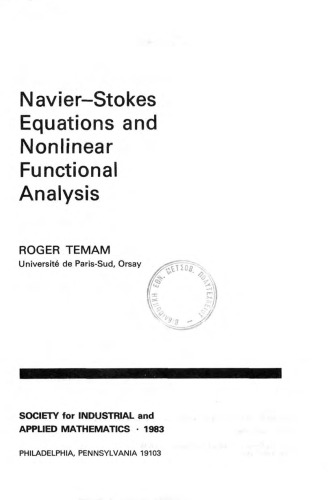 Navier–Stokes
Equations and
Nonlinear
Functional
Analysis
ROGER TEMAM
Université de Paris-Sud, Orsay
SOCIETY for INDUSTRIAL and
APPLIED MATHEMATICS · 1983
PHILADELPHIA, PENNSYLVANIA 19103